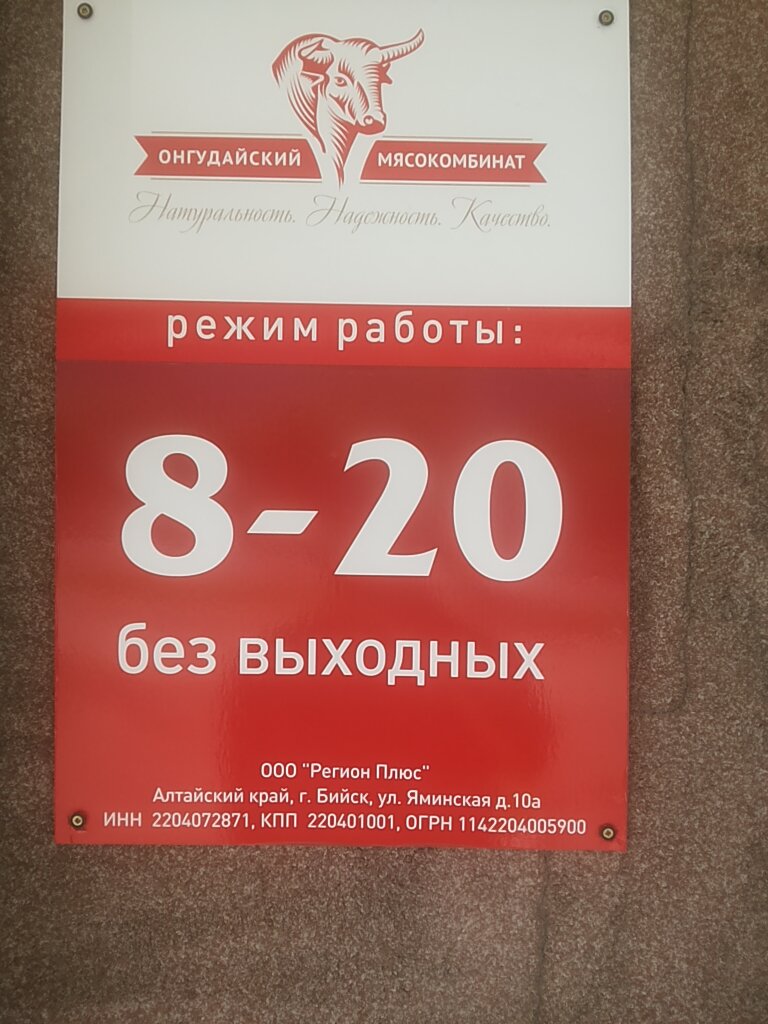 ОНГУДАЙСКИЙ МЯСОКОМБИНАТ
Натуральность. Надежность. Качество.
режим работы:
8-20
без выходных
ООО "Регион Плюс"
Алтайский край, г. Бийск, ул. Яминская д.10а
ИНН 2204072871, КПП 220401001, ОГРН 1142204005900